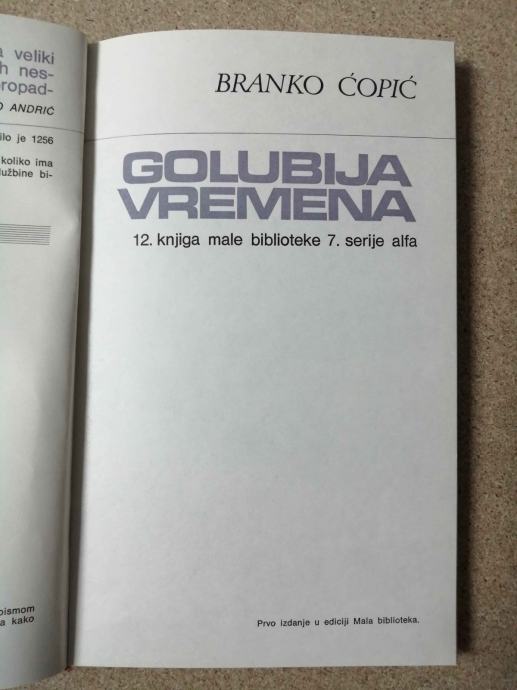 a veliki
h nes-
propad-
O ANDRIĆ
ilo je 1256
koliko ima
lužbine bi-
pismom
a kako
BRANKO ĆOPIĆ
GOLUBIJA
VREMENA
12. knjiga male biblioteke 7. serije alfa
Prvo izdanje u ediciji Mala biblioteka.